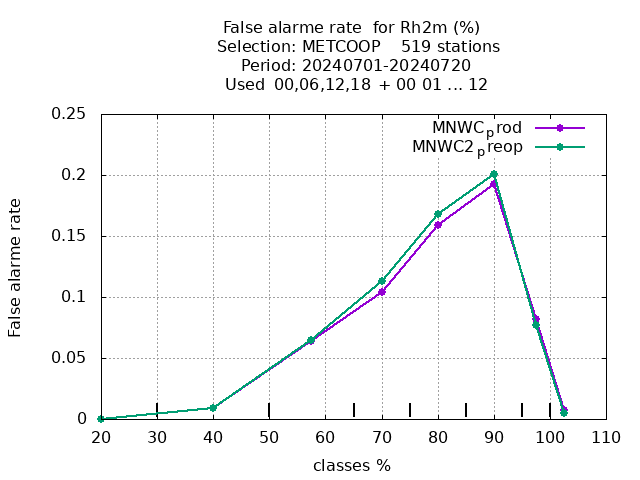 False alarme rate  for Rh2m (%)
Selection: METCOOP    519 stations
Period: 20240701-20240720
Used  00,06,12,18  + 00 01 ... 12
0.25
0.2
0.15
0.1
0.05
0
False alarme rate
MNWCprod
MNWC2preop
20 30 40 50 60 70 80 90 100 110
classes %